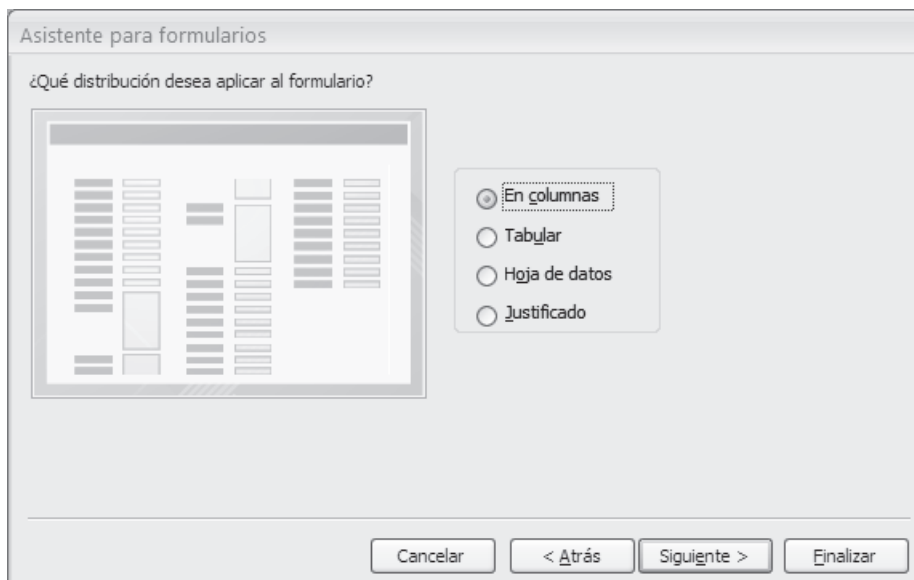 Asistente para formularios
¿Qué distribución desea aplicar al formulario?
En columnas
Tabular
Hoja de datos
Justificado
Cancelar
< Atrás
Siguiente >
Finalizar